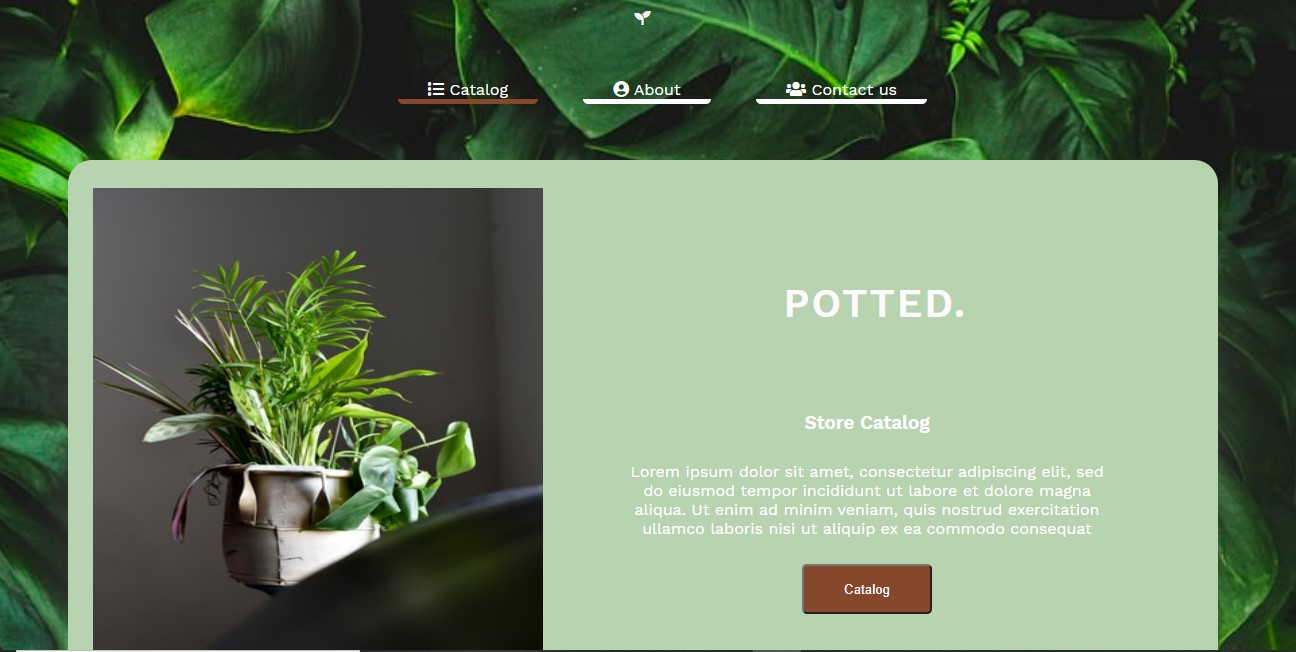 Catalog
About
Contact us
POTTED.
Store Catalog
Lorem ipsum dolor sit amet, consectetur adipiscing elit, sed
do eiusmod tempor incididunt ut labore et dolore magna
aliqua. Ut enim ad minim veniam, quis nostrud exercitation
ullamco laboris nisi ut aliquip ex ea commodo consequat
Catalog